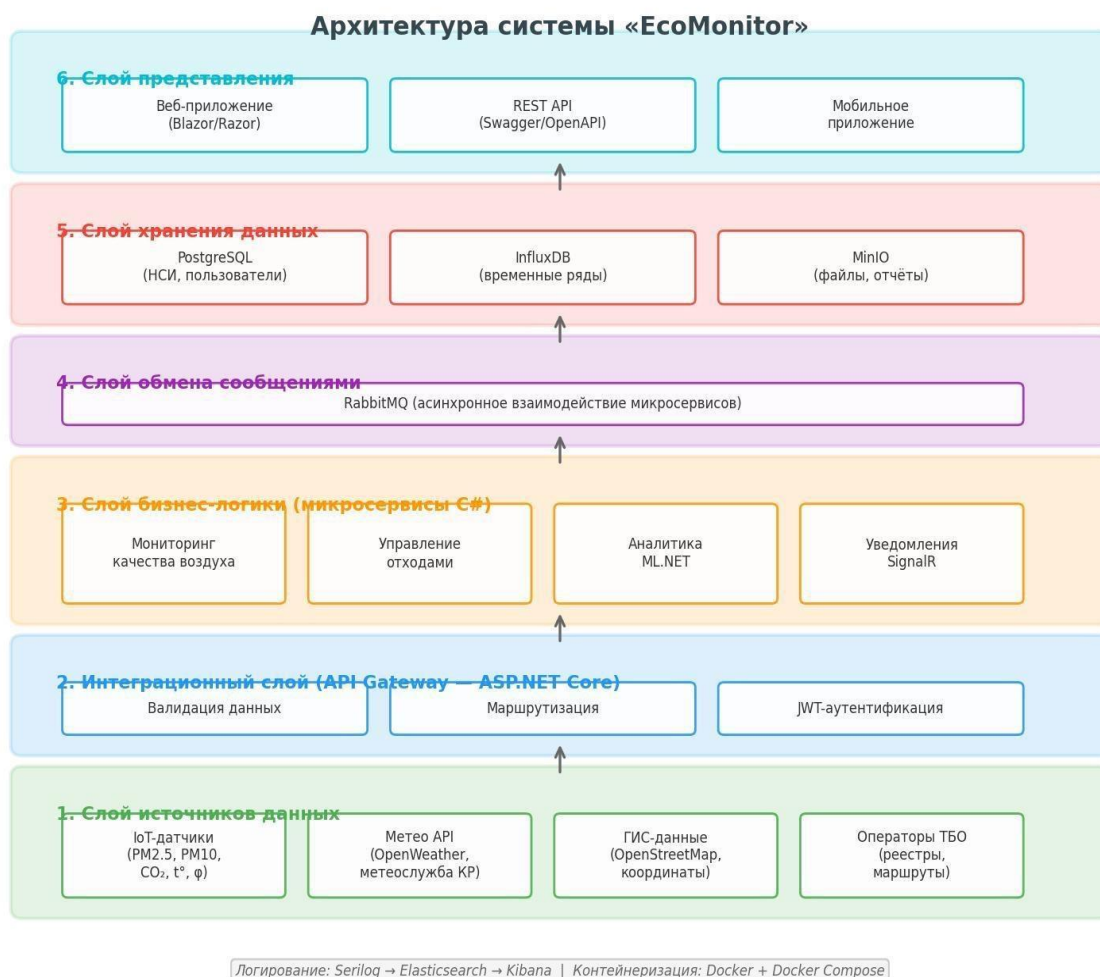 Архитектура системы «EcoMonitor»
6. Слой представления
Веб-приложение
(Blazor/Razor)
REST API
(Swagger/OpenAPI)
Мобильное
приложение
5. Слой хранения данных
PostgreSQL
(НСИ, пользователи)
InfluxDB
(временные ряды)
MinIO
(файлы, отчёты)
4. Слой обмена сообщениями
RabbitMQ (асинхронное взаимодействие микросервисов)
3. Слой бизнес-логики (микросервисы C#)
Мониторинг
качества воздуха
Управление
отходами
Аналитика
ML.NET
Уведомления
SignalR
2. Интеграционный слой (API Gateway — ASP.NET Core)
Валидация данных
Маршрутизация
JWT-аутентификация
1. Слой источников данных
IoT-датчики
(PM2.5, PM10,
CO₂, t°, φ)
Метео API
(OpenWeather,
метеослужба КР)
ГИС-данные
(OpenStreetMap,
координаты)
Операторы ТБО
(реестры,
маршруты)
Логирование: Serilog → Elasticsearch → Kibana | Контейнеризация: Docker + Docker Compose